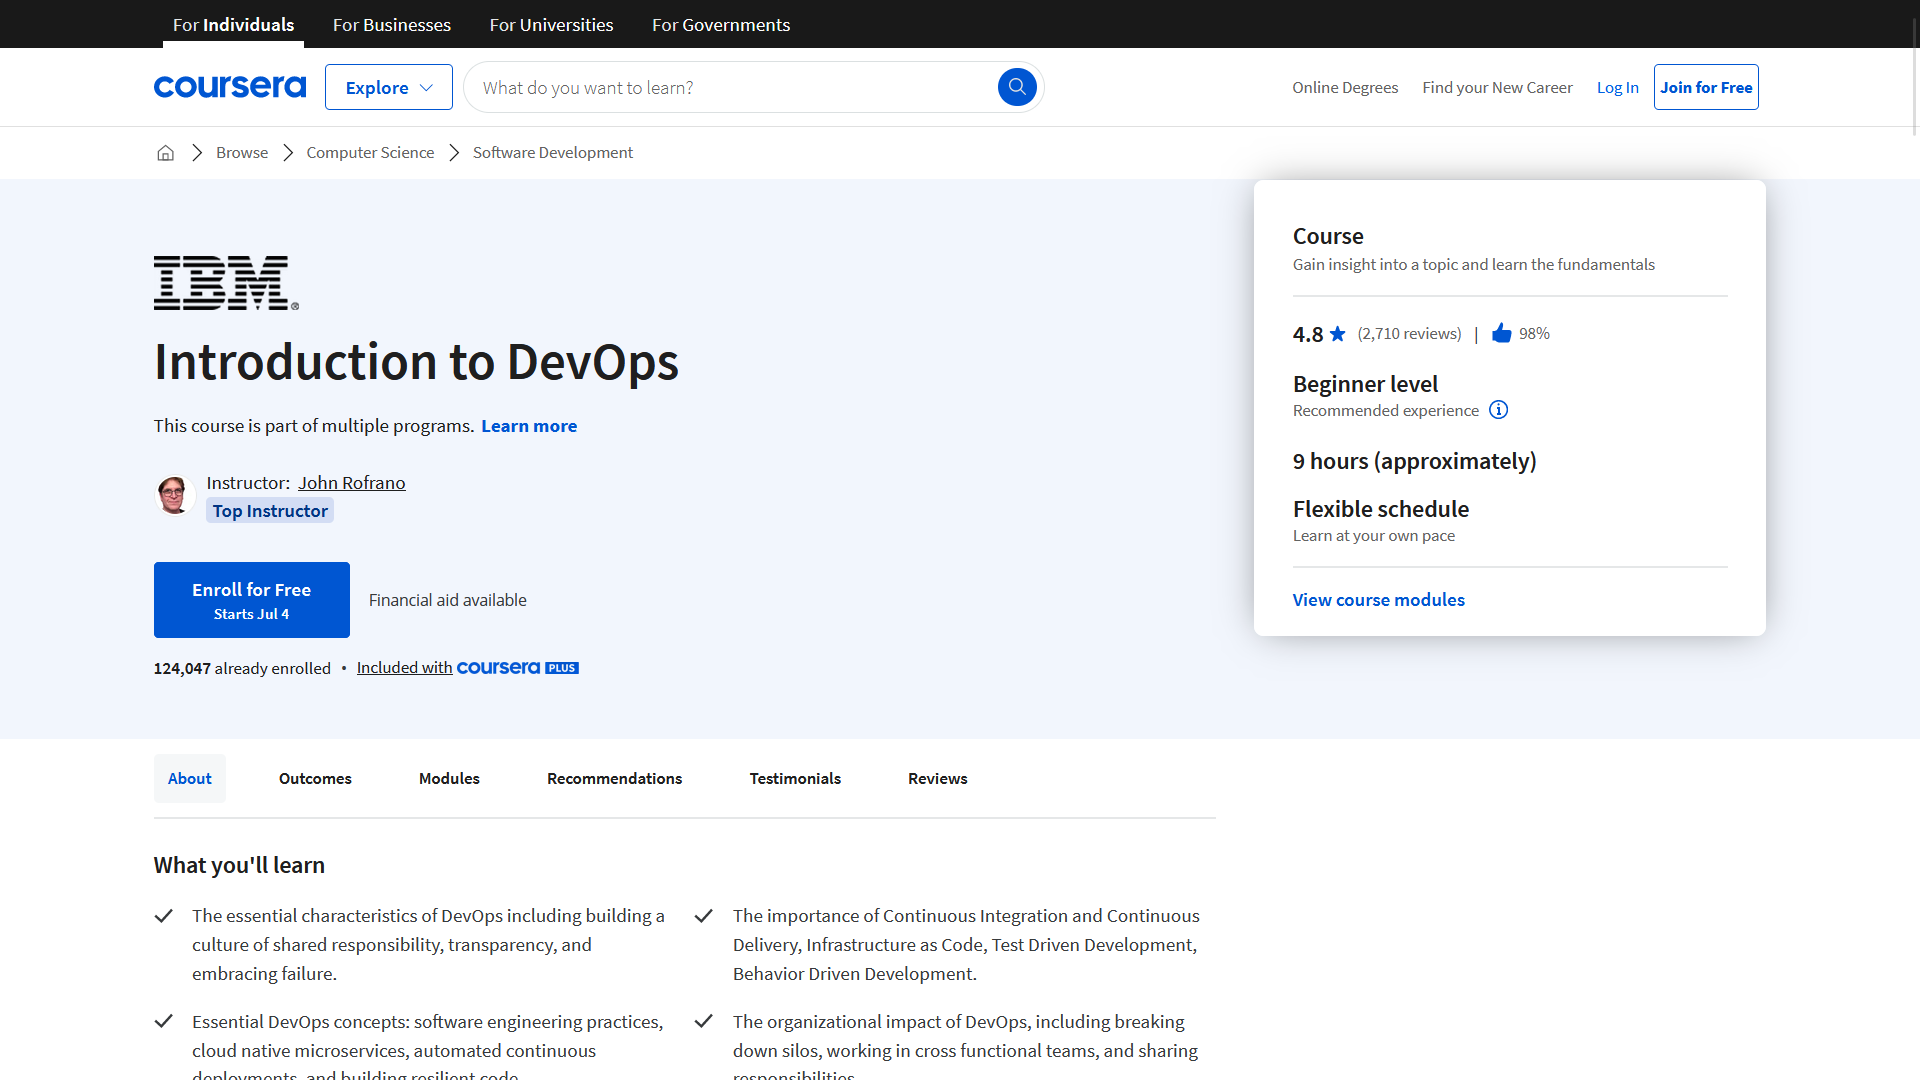 For Individuals
For Businesses
For Universities
For Governments
coursera
Explore
What do you want to learn?
Online Degrees
Find your New Career
Log In
Join for Free
Browse
Computer Science
Software Development
IBM®
Introduction to DevOps
This course is part of multiple programs. Learn more
Instructor: John Rofrano
Top Instructor
Enroll for Free
Starts Jul 4
Financial aid available
124,047 already enrolled • Included with coursera PLUS
Course
Gain insight into a topic and learn the fundamentals
4.8 (2,710 reviews) | 98%
Beginner level
Recommended experience
9 hours (approximately)
Flexible schedule
Learn at your own pace
View course modules
About
Outcomes
Modules
Recommendations
Testimonials
Reviews
What you'll learn
The essential characteristics of DevOps including building a
culture of shared responsibility, transparency, and
embracing failure.
The importance of Continuous Integration and Continuous
Delivery, Infrastructure as Code, Test Driven Development,
Behavior Driven Development.
Essential DevOps concepts: software engineering practices,
cloud native microservices, automated continuous
deployments, and building resilient code.
The organizational impact of DevOps, including breaking
down silos, working in cross functional teams, and sharing
responsibilities.